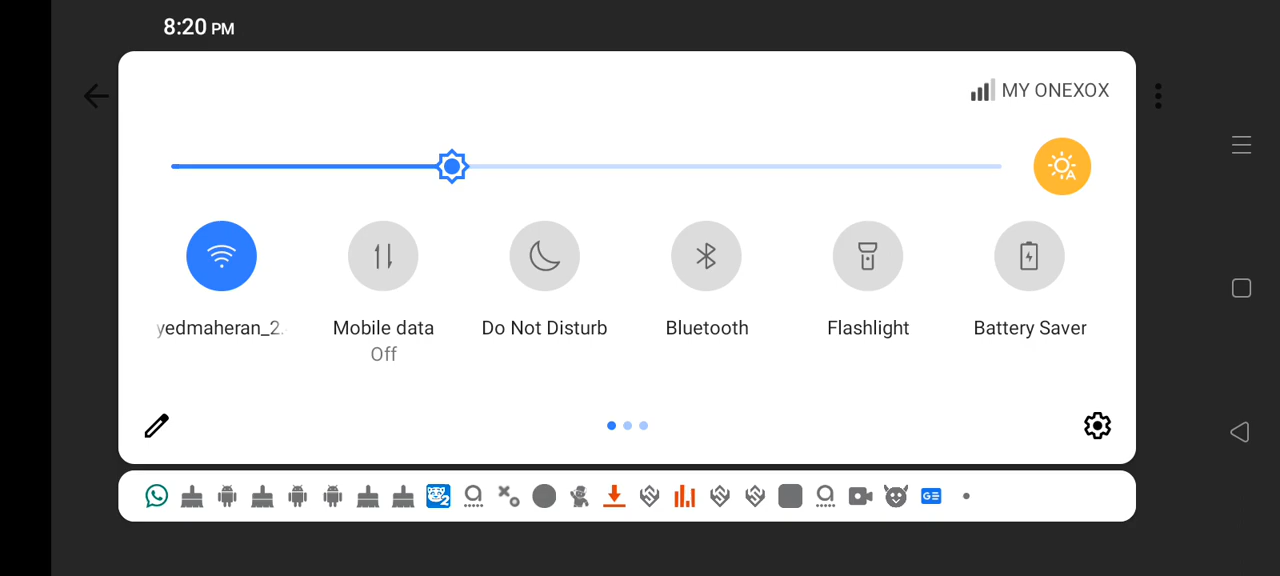 8:20 PM
MY ONEXOX
yedmaheran_2.
Mobile data
Off
Do Not Disturb
Bluetooth
Flashlight
Battery Saver